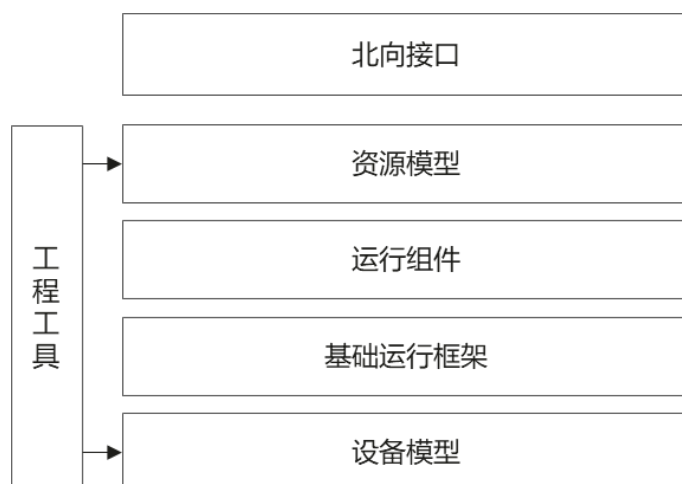 北向接口
资源模型
运行组件
基础运行框架
设备模型
工程工具